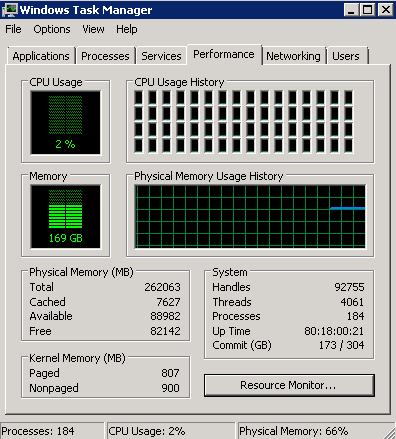 Windows Task Manager
File Options View Help
Applications Processes Services Performance Networking Users
CPU Usage CPU Usage History
2 %
Memory Physical Memory Usage History
169 GB
Physical Memory (MB)
Total 262063
Cached 7627
Available 88982
Free 82142
Kernel Memory (MB)
Paged 807
Nonpaged 900
System
Handles 92755
Threads 4061
Processes 184
Up Time 80:18:00:21
Commit (GB) 173 / 304
Resource Monitor...
Processes: 184 CPU Usage: 2% Physical Memory: 66%